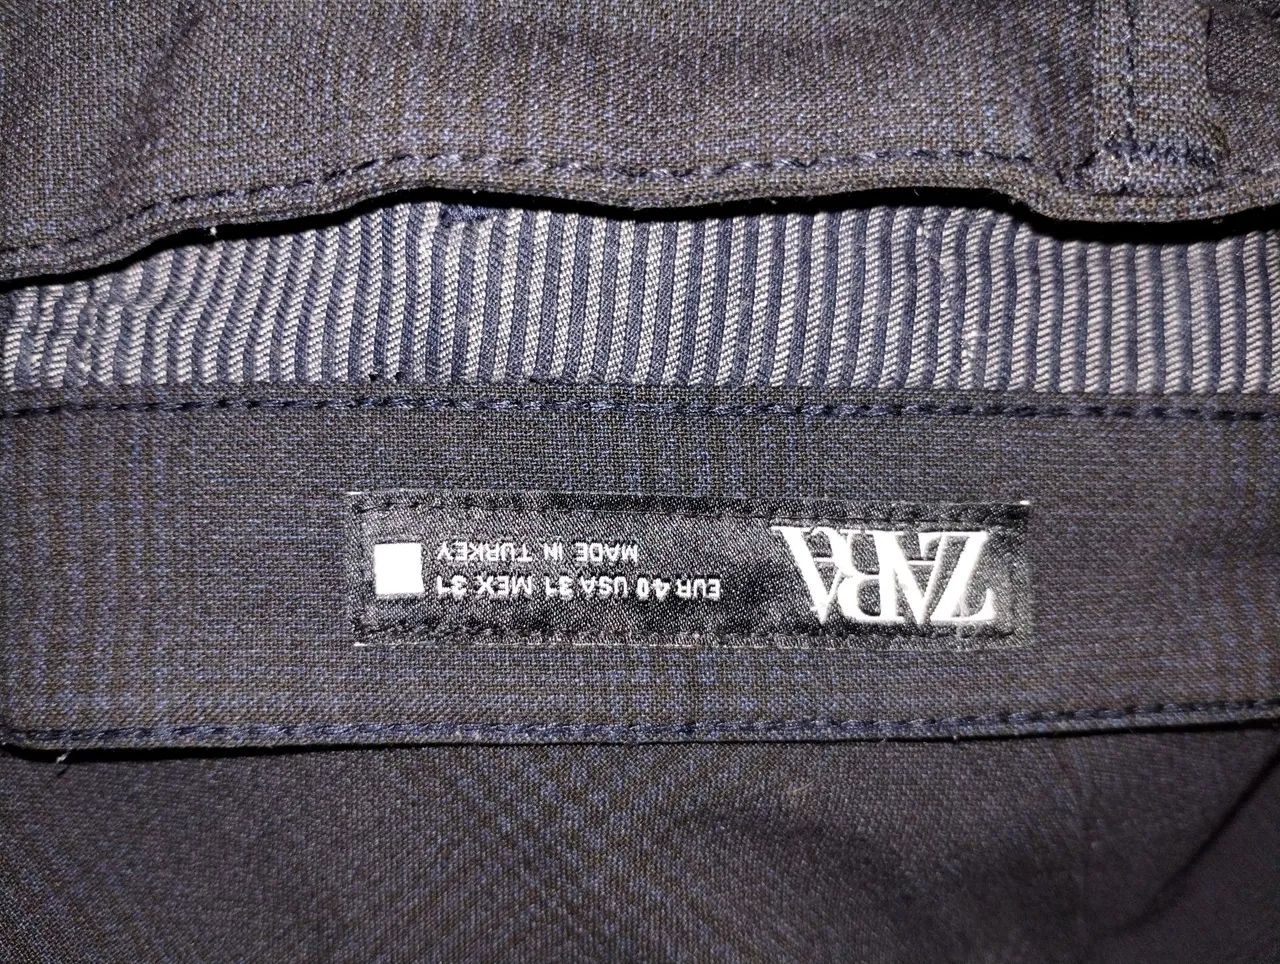 ZARA
EUR 40 USA 31 MEX 31
MADE IN TURKEY